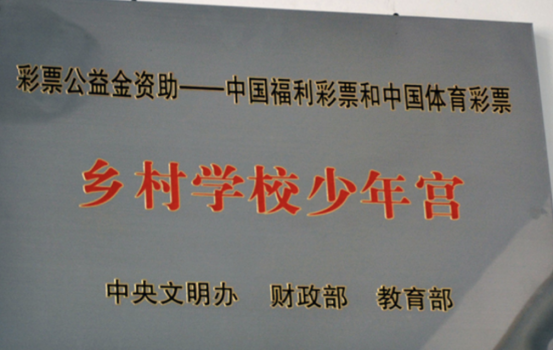 彩票公益金资助——中国福利彩票和中国体育彩票
乡村学校少年宫
中央文明办 财政部 教育部